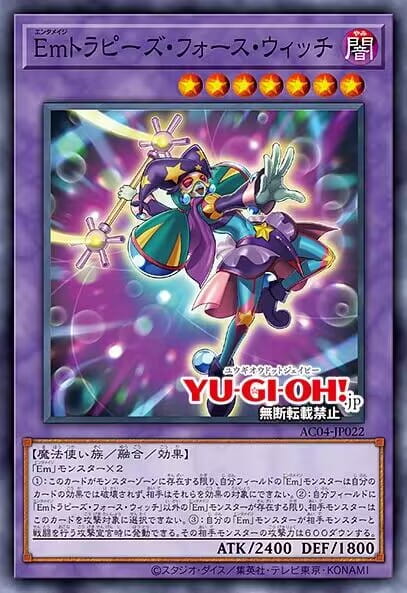 エンタメイジ
Emトラピーズ・フォース・ウィッチ
やみ
闇
ユウギオウドットジェイピー
YU-GI-OH!.jp
無断転載禁止
AC04-JP022
【魔法使い族／融合／効果】
「Em」モンスター×2
①：このカードがモンスターゾーンに存在する限り、自分フィールドの「Em」モンスターは自分の
カードの効果では破壊されず、相手はそれらを効果の対象にできない。②：自分フィールドに
「Emトラピーズ・フォース・ウィッチ」以外の「Em」モンスターが存在する限り、相手モンスターは
このカードを攻撃対象に選択できない。③：自分の「Em」モンスターが相手モンスターと
戦闘を行う攻撃宣言時に発動できる。その相手モンスターの攻撃力は600ダウンする。
ATK/2400 DEF/1800
©スタジオ・ダイス／集英社・テレビ東京・KONAMI